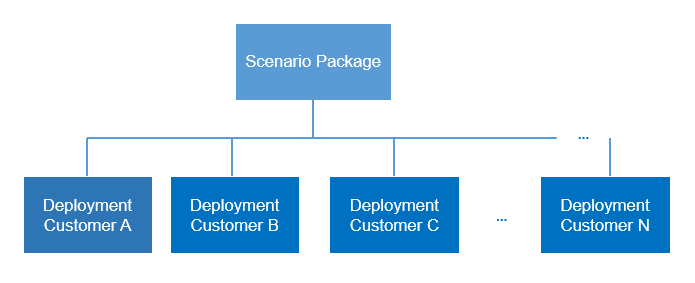 Scenario Package
...
Deployment
Customer A
Deployment
Customer B
Deployment
Customer C
...
Deployment
Customer N